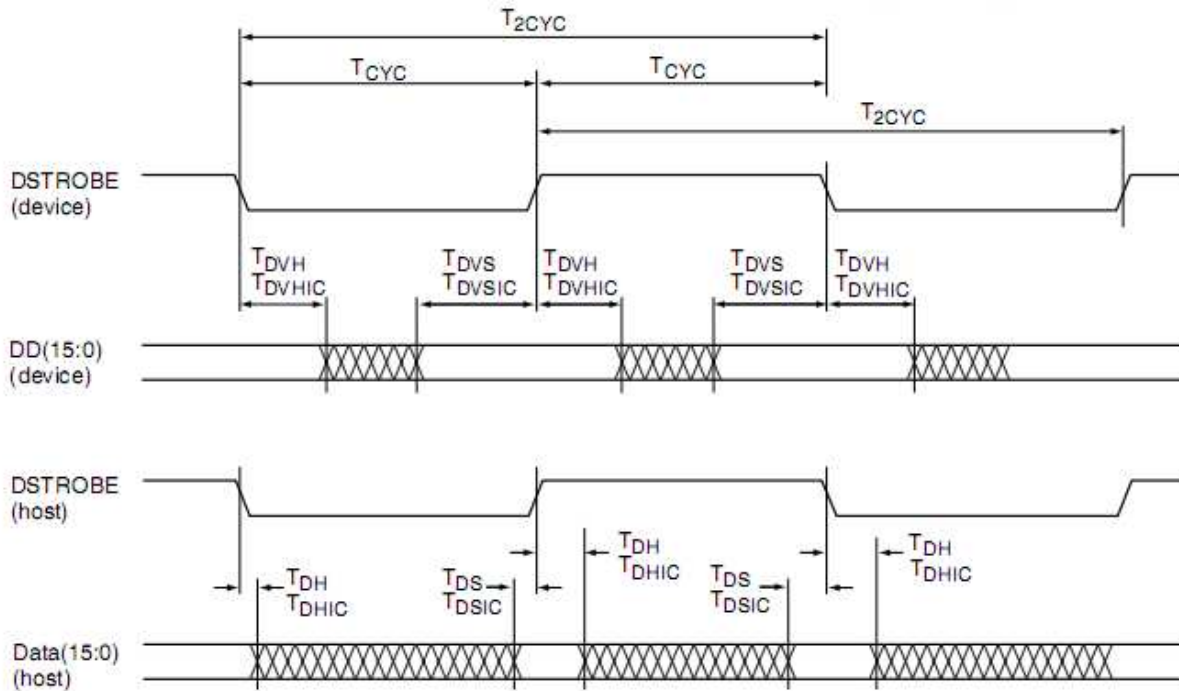 T2CYC
TCYC TCYC
T2CYC
DSTROBE
(device)
TDVH TDVS TDVH TDVS TDVH
TDVHIC TDVSIC TDVHIC TDVSIC TDVHIC
DD(15:0)
(device)
DSTROBE
(host)
TDH TDH
TDHIC TDHIC
TDH TDS TDS
TDHIC TDSIC TDSIC
Data(15:0)
(host)